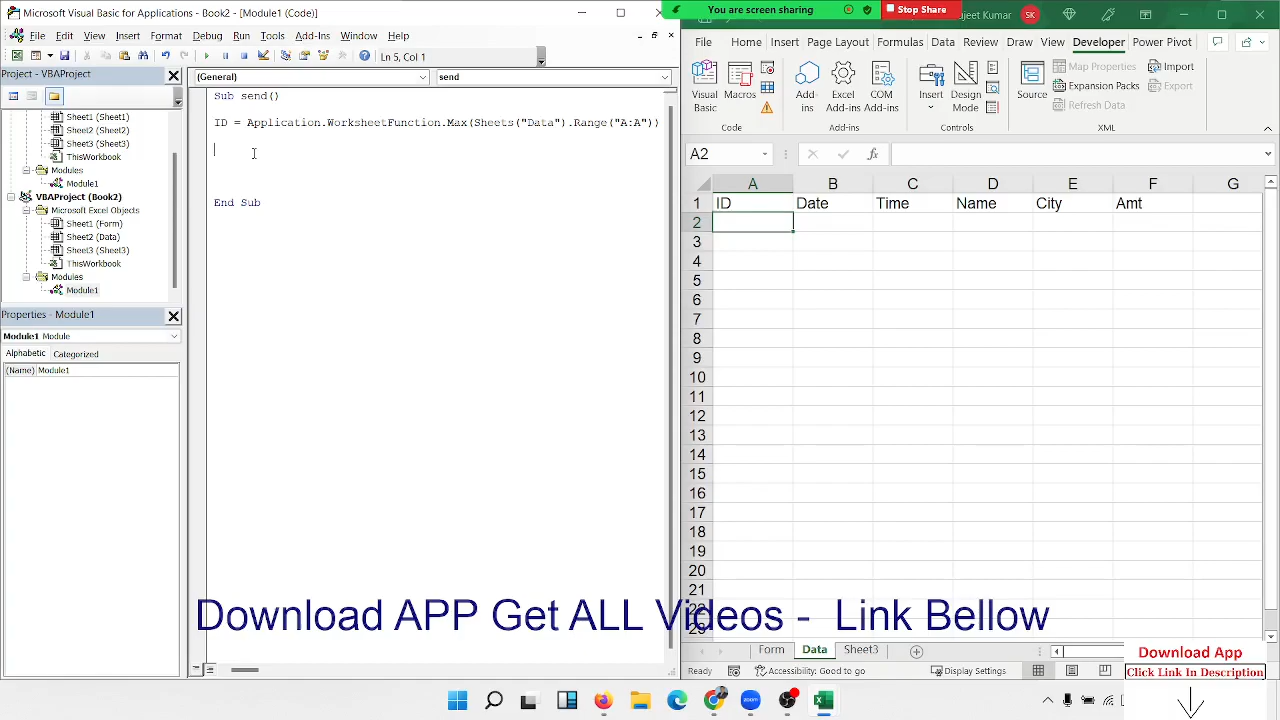 Microsoft Visual Basic for Applications - Book2 - [Module1 (Code)]
You are screen sharing
Stop Share
jeet Kumar
SK
File Edit View Insert Format Debug Run Tools Add-Ins Window Help
File Home Insert Page Layout Formulas Data Review View Developer Power Pivot
Ln 5, Col 1
Project - VBAProject
(General)
send
Visual Basic
Macros
Add-ins
Excel Add-ins
COM Add-ins
Insert
Design Mode
Source
Map Properties
Expansion Packs
Refresh Data
Import
Export
Code
Add-ins
Controls
XML
Sheet1 (Sheet1)
Sheet2 (Sheet2)
Sheet3 (Sheet3)
ThisWorkbook
Modules
Module1
VBAProject (Book2)
Microsoft Excel Objects
Sheet1 (Form)
Sheet2 (Data)
Sheet3 (Sheet3)
ThisWorkbook
Modules
Module1
Properties - Module1
Module1 Module
Alphabetic Categorized
(Name) Module1
Sub send()
ID = Application.WorksheetFunction.Max(Sheets("Data").Range("A:A"))
End Sub
A2
fx
A B C D E F G
1 ID Date Time Name City Amt
2
3
4
5
6
7
8
9
10
11
12
13
14
15
16
17
18
19
20
21
Download APP Get ALL Videos - Link Bellow
Form Data Sheet3
Ready
Accessibility: Good to go
Display Settings
Download App
Click Link In Description
zoom